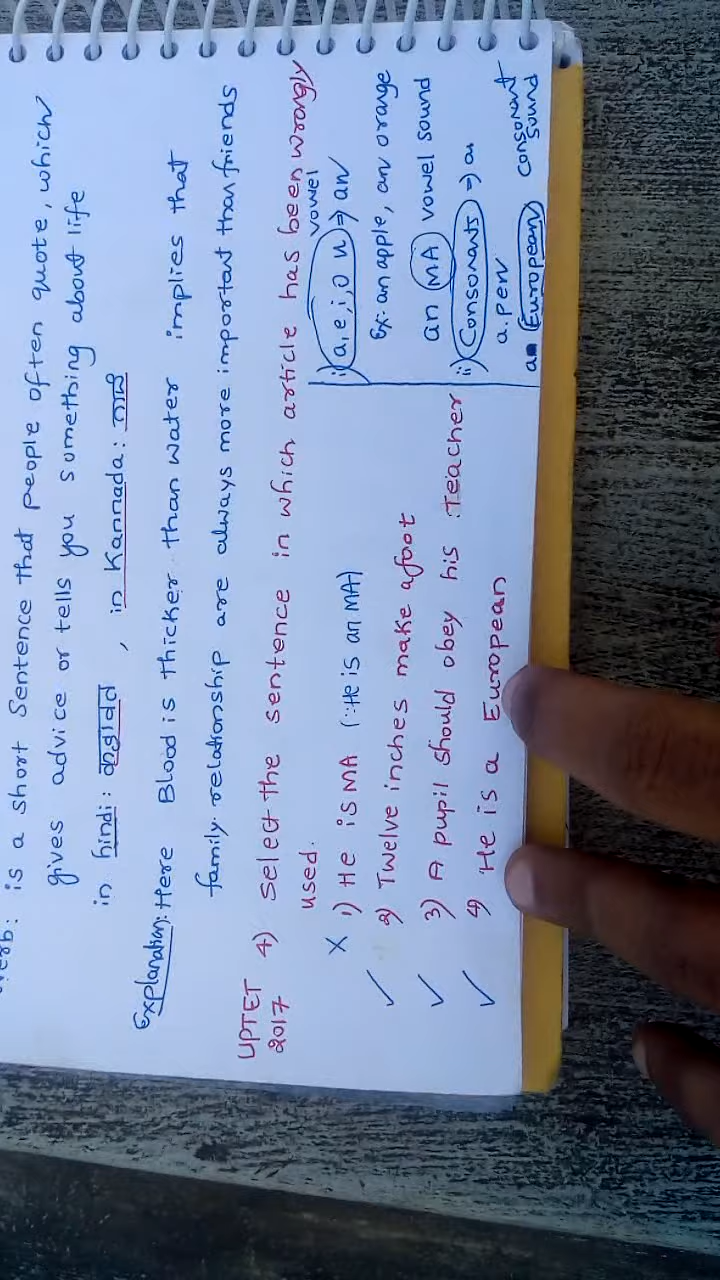 is a short Sentence that people often quote, which
gives advice or tells you something about life
in hindi: कहावत , in Kannada: ಗಾದೆ
Explanation: Here Blood is thicker than water implies that
family relationship are always more important than friends
UPTET 2017 4) Select the sentence in which article has been wrongly
used.
X 1) He is MA (∵He is an MA)
✓ 2) Twelve inches make a foot
✓ 3) A pupil should obey his Teacher
✓ 4) He is a European
vowel
i) a, e, i, o u ⇒ an
Ex: an apple, an orange
an MA vowel sound
ii) Consonants ⇒ a
a pen
a European consonant
sound